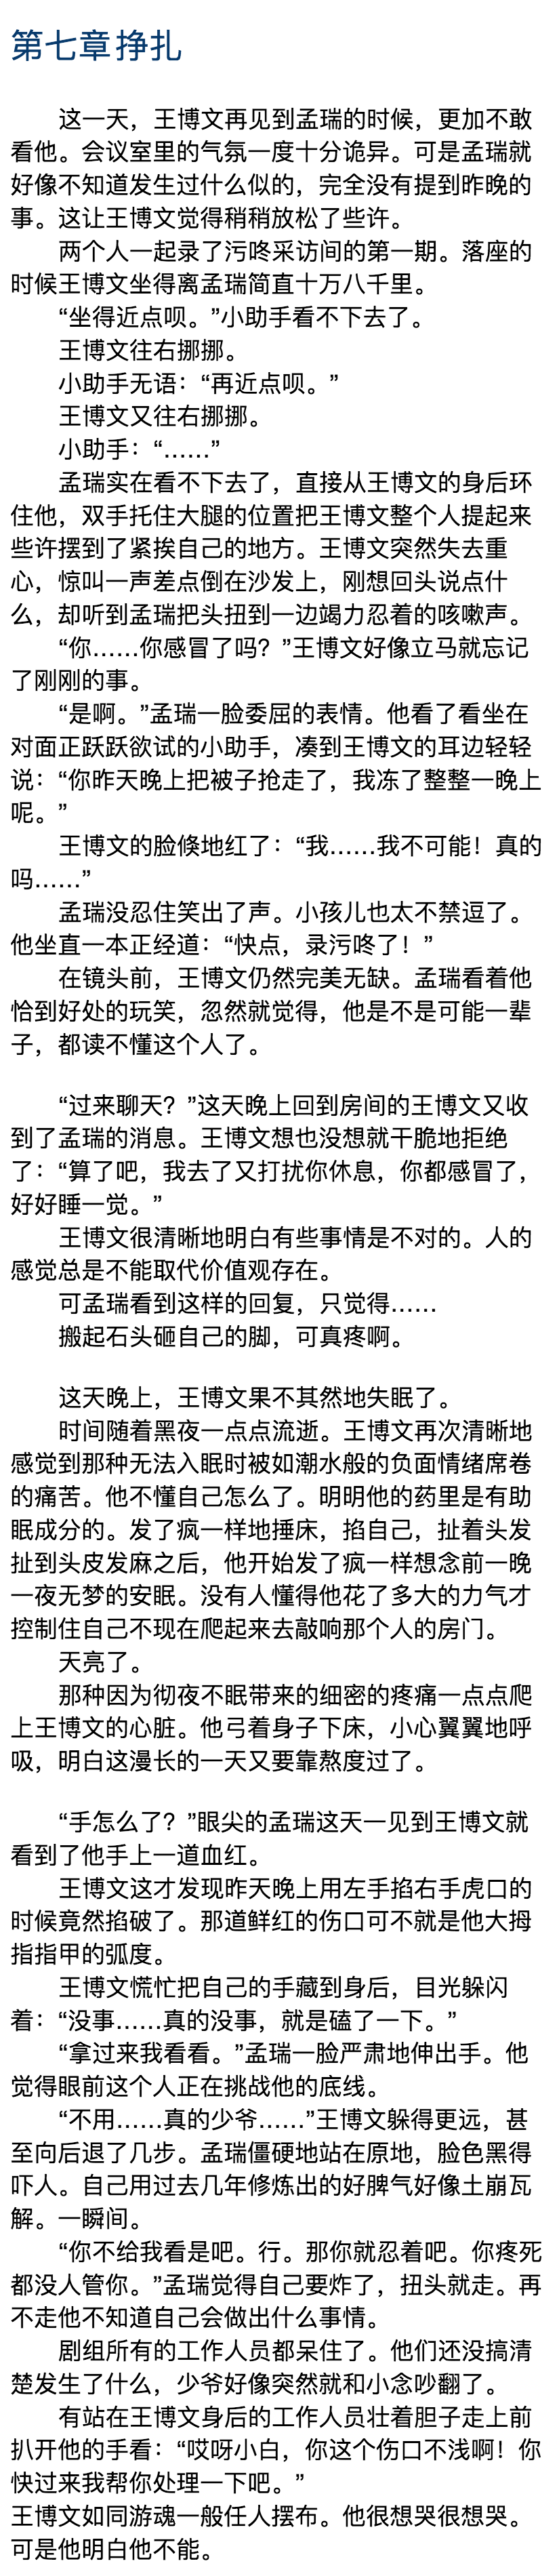 第七章 挣扎
这一天，王博文再见到孟瑞的时候，更加不敢
看他。会议室里的气氛一度十分诡异。可是孟瑞就
好像不知道发生过什么似的，完全没有提到昨晚的
事。这让王博文觉得稍稍放松了些许。
两个人一起录了污咚采访间的第一期。落座的
时候王博文坐得离孟瑞简直十万八千里。
“坐得近点呗。”小助手看不下去了。
王博文往右挪挪。
小助手无语：“再近点呗。”
王博文又往右挪挪。
小助手：“……”
孟瑞实在看不下去了，直接从王博文的身后环
住他，双手托住大腿的位置把王博文整个人提起来
些许摆到了紧挨自己的地方。王博文突然失去重
心，惊叫一声差点倒在沙发上，刚想回头说点什
么，却听到孟瑞把头扭到一边竭力忍着的咳嗽声。
“你……你感冒了吗？”王博文好像立马就忘记
了刚刚的事。
“是啊。”孟瑞一脸委屈的表情。他看了看坐在
对面正跃跃欲试的小助手，凑到王博文的耳边轻轻
说：“你昨天晚上把被子抢走了，我冻了整整一晚上
呢。”
王博文的脸倏地红了：“我……我不可能！真的
吗……”
孟瑞没忍住笑出了声。小孩儿也太不禁逗了。
他坐直一本正经道：“快点，录污咚了！”
在镜头前，王博文仍然完美无缺。孟瑞看着他
恰到好处的玩笑，忽然就觉得，他是不是可能一辈
子，都读不懂这个人了。
“过来聊天？”这天晚上回到房间的王博文又收
到了孟瑞的消息。王博文想也没想就干脆地拒绝
了：“算了吧，我去了又打扰你休息，你都感冒了，
好好睡一觉。”
王博文很清晰地明白有些事情是不对的。人的
感觉总是不能取代价值观存在。
可孟瑞看到这样的回复，只觉得……
搬起石头砸自己的脚，可真疼啊。
这天晚上，王博文果不其然地失眠了。
时间随着黑夜一点点流逝。王博文再次清晰地
感觉到那种无法入眠时被如潮水般的负面情绪席卷
的痛苦。他不懂自己怎么了。明明他的药里是有助
眠成分的。发了疯一样地捶床，掐自己，扯着头发
扯到头皮发麻之后，他开始发了疯一样想念前一晚
一夜无梦的安眠。没有人懂得他花了多大的力气才
控制住自己不现在爬起来去敲响那个人的房门。
天亮了。
那种因为彻夜不眠带来的细密的疼痛一点点爬
上王博文的心脏。他弓着身子下床，小心翼翼地呼
吸，明白这漫长的一天又要靠熬度过了。
“手怎么了？”眼尖的孟瑞这天一见到王博文就
看到了他手上一道血红。
王博文这才发现昨天晚上用左手掐右手虎口的
时候竟然掐破了。那道鲜红的伤口可不就是他大拇
指指甲的弧度。
王博文慌忙把自己的手藏到身后，目光躲闪
着：“没事……真的没事，就是磕了一下。”
“拿过来我看看。”孟瑞一脸严肃地伸出手。他
觉得眼前这个人正在挑战他的底线。
“不用……真的少爷……”王博文躲得更远，甚
至向后退了几步。孟瑞僵硬地站在原地，脸色黑得
吓人。自己用过去几年修炼出的好脾气好像土崩瓦
解。一瞬间。
“你不给我看是吧。行。那你就忍着吧。你疼死
都没人管你。”孟瑞觉得自己要炸了，扭头就走。再
不走他不知道自己会做出什么事情。
剧组所有的工作人员都呆住了。他们还没搞清
楚发生了什么，少爷好像突然就和小念吵翻了。
有站在王博文身后的工作人员壮着胆子走上前
扒开他的手看：“哎呀小白，你这个伤口不浅啊！你
快过来我帮你处理一下吧。”
王博文如同游魂一般任人摆布。他很想哭很想哭。
可是他明白他不能。